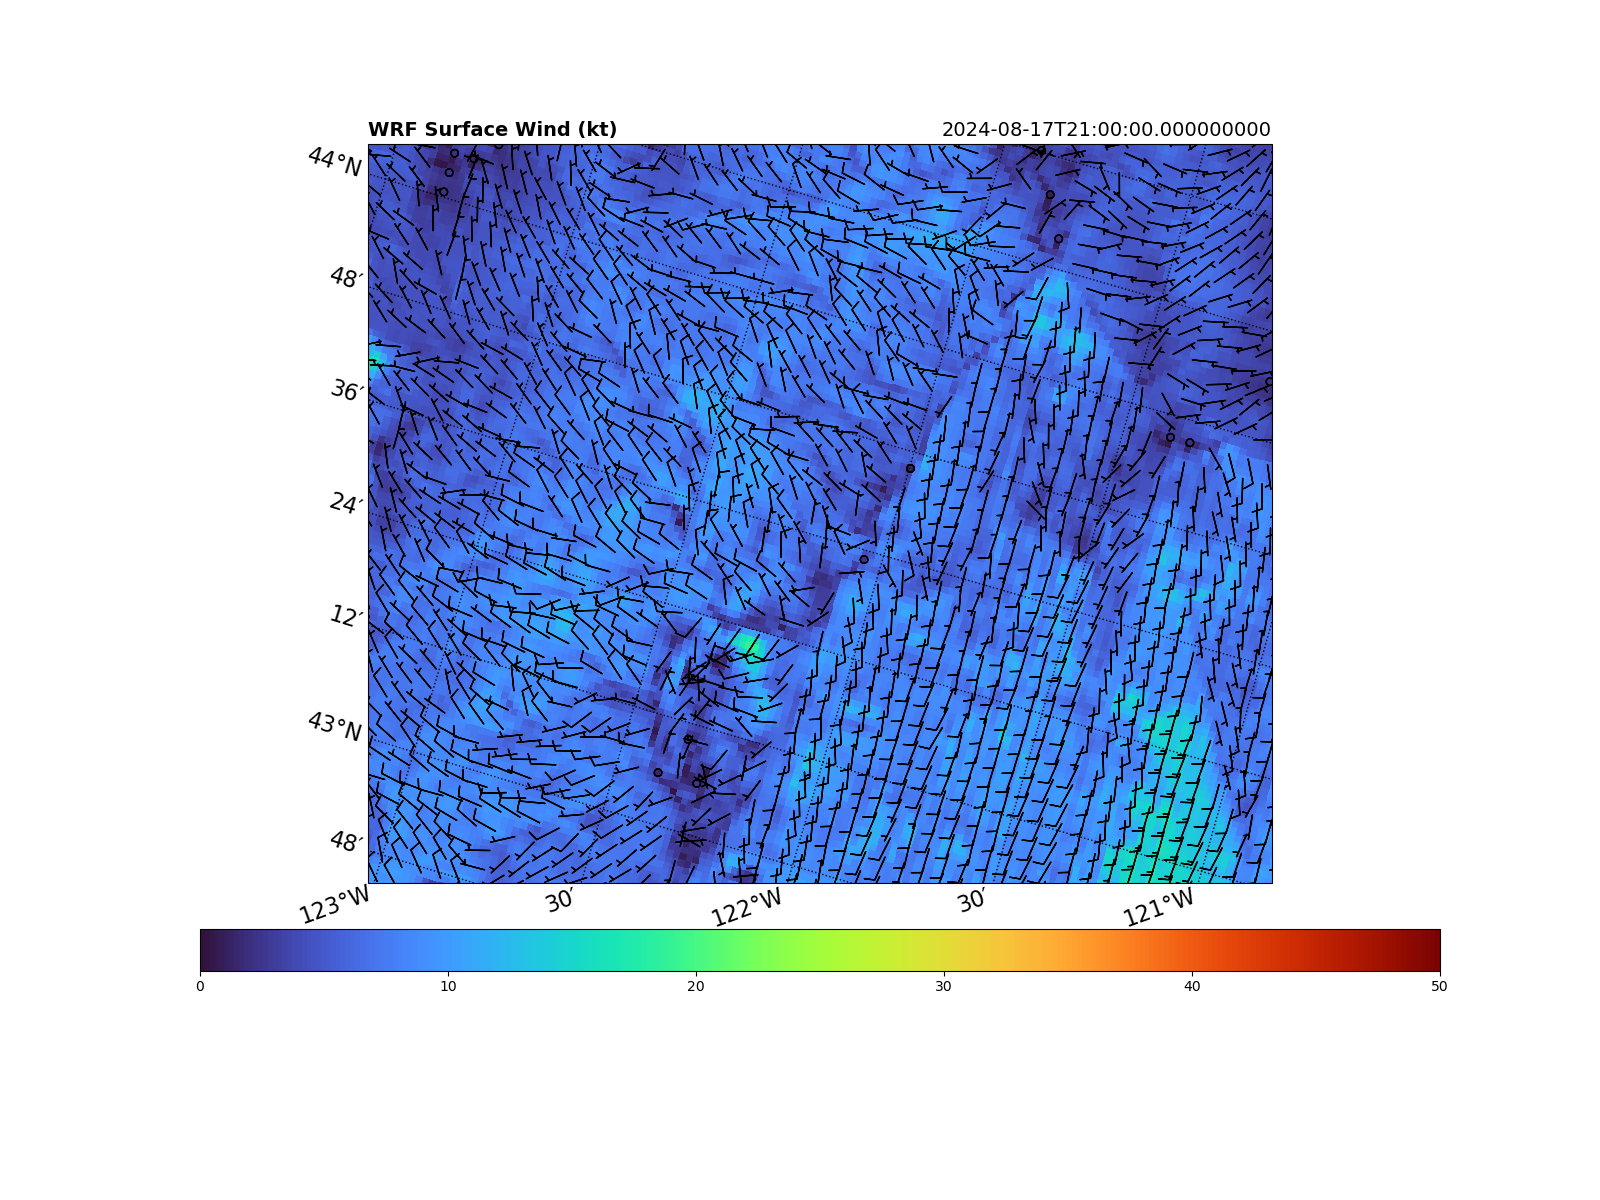 WRF Surface Wind (kt) 2024-08-17T21:00:00.000000000
44°N
48′
36′
24′
12′
43°N
48′
123°W 30′ 122°W 30′ 121°W
0 10 20 30 40 50